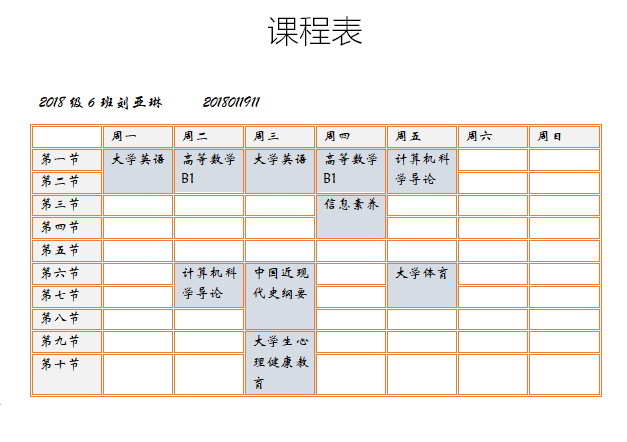 课程表
2018级6班刘亚琳 2018011911
周一 周二 周三 周四 周五 周六 周日
第一节 大学英语 高等数学 大学英语 高等数学 计算机科
第二节 B1 B1 学导论
第三节 信息素养
第四节
第五节
第六节 计算机科 中国近现 大学体育
第七节 学导论 代史纲要
第八节
第九节 大学生心
第十节 理健康教
育